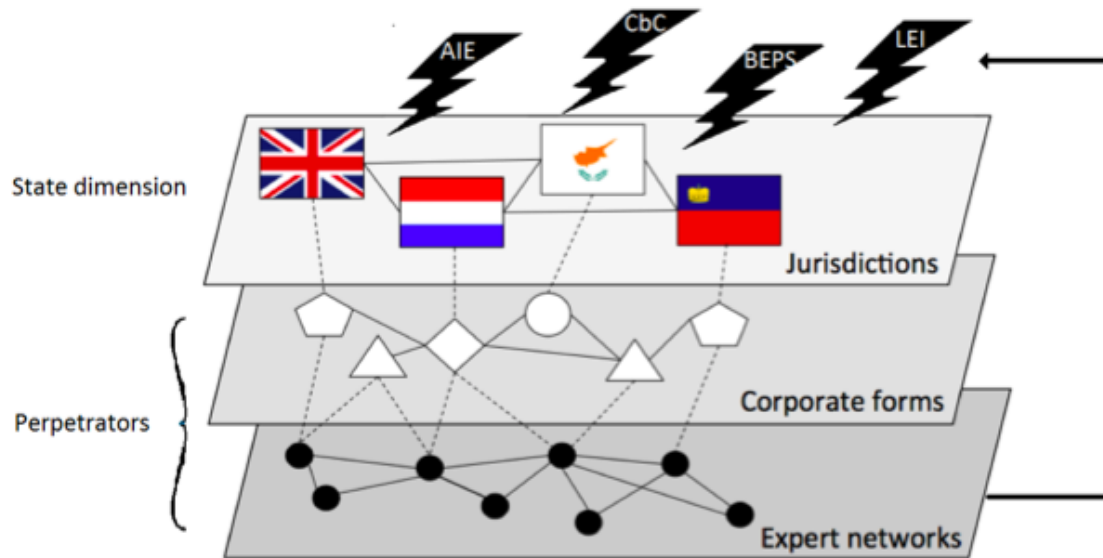 AIE
CbC
BEPS
LEI
State dimension
Jurisdictions
Perpetrators
Corporate forms
Expert networks